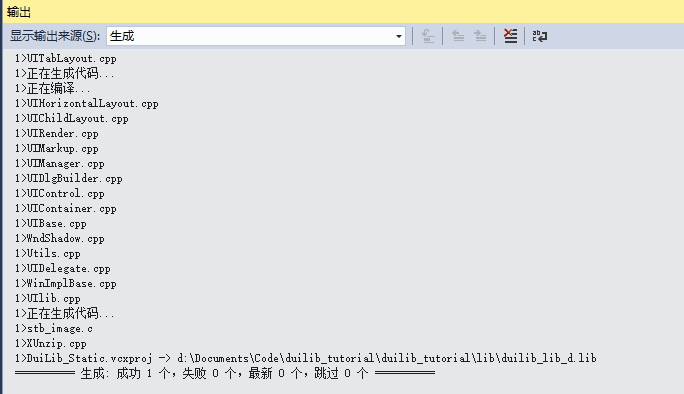 输出
显示输出来源(S): 生成
1>UITabLayout.cpp
1>正在生成代码...
1>正在编译...
1>UIHorizontalLayout.cpp
1>UIChildLayout.cpp
1>UIRender.cpp
1>UIMarkup.cpp
1>UIManager.cpp
1>UIDlgBuilder.cpp
1>UIControl.cpp
1>UIContainer.cpp
1>UIBase.cpp
1>WndShadow.cpp
1>Utils.cpp
1>UIDelegate.cpp
1>WinImplBase.cpp
1>UIlib.cpp
1>正在生成代码...
1>stb_image.c
1>XUnzip.cpp
1>DuiLib_Static.vcxproj -> d:\Documents\Code\duilib_tutorial\duilib_tutorial\lib\duilib_lib_d.lib
========== 生成: 成功 1 个，失败 0 个，最新 0 个，跳过 0 个 ==========